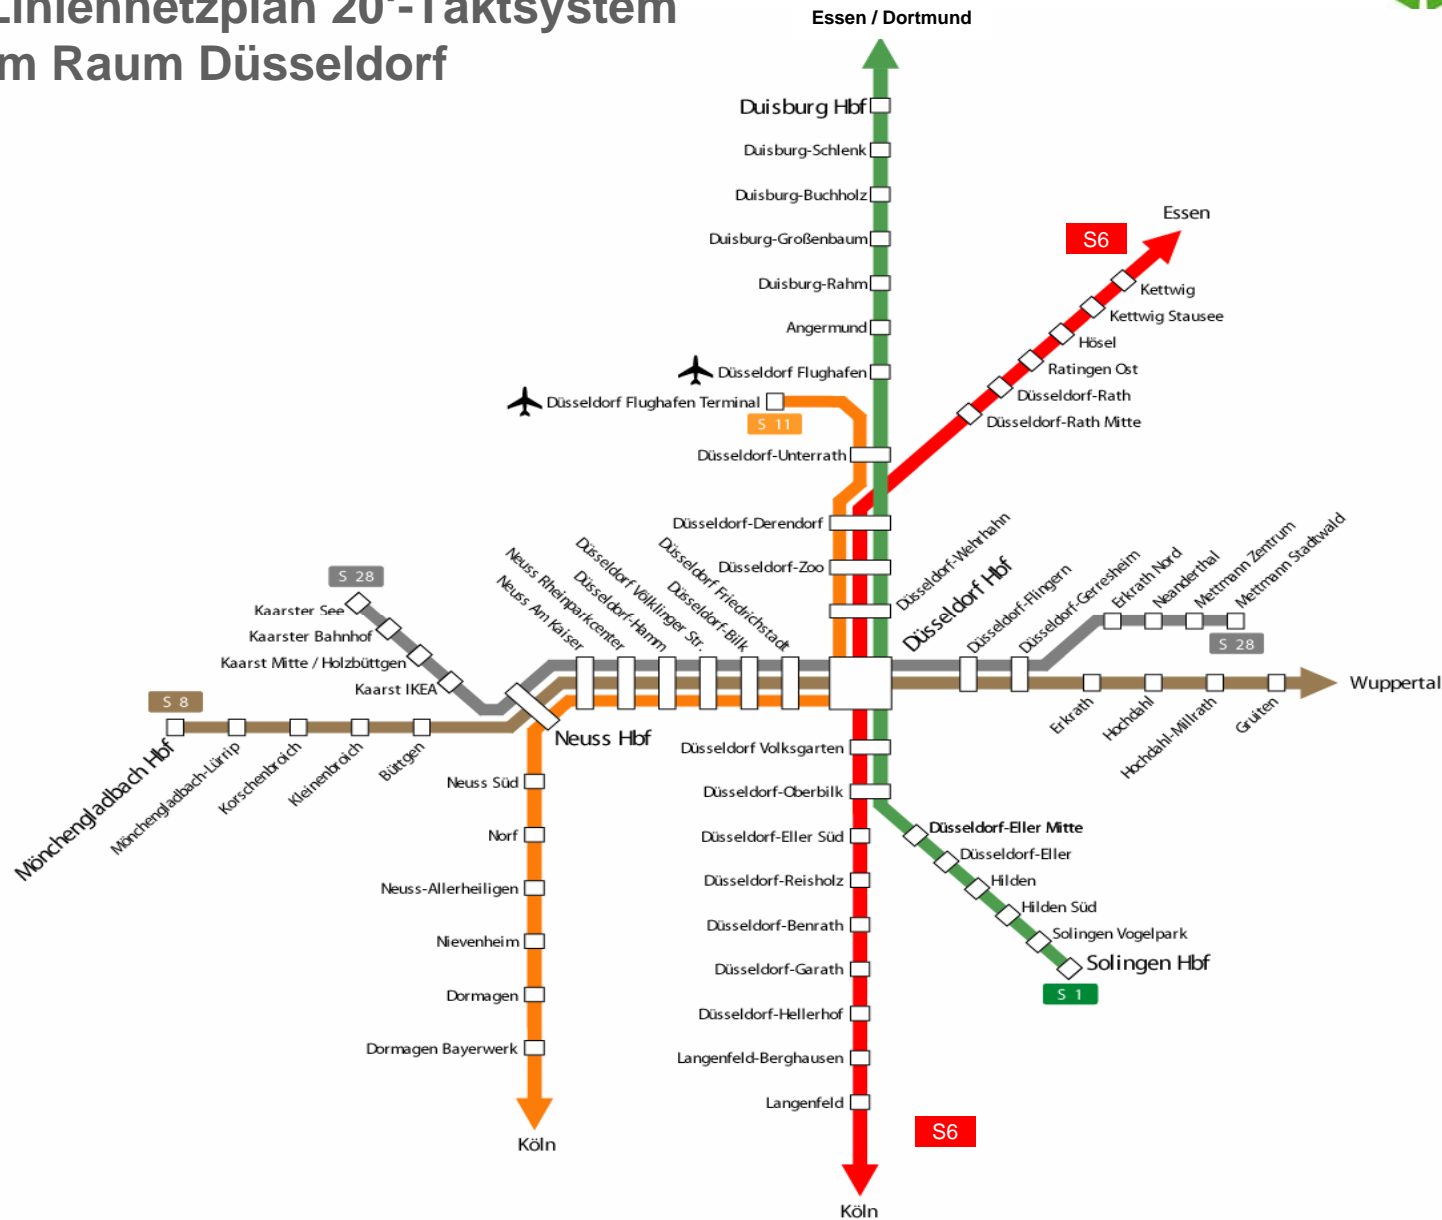 Liniennetzplan 20'-Taktsystem
im Raum Düsseldorf
Essen / Dortmund
Duisburg Hbf
Duisburg-Schlenk
Duisburg-Buchholz
Duisburg-Großenbaum
Duisburg-Rahm
Angermund
Düsseldorf Flughafen
Düsseldorf Flughafen Terminal
S 11
Düsseldorf-Unterrath
Düsseldorf-Derendorf
Düsseldorf-Zoo
Düsseldorf-Wehrhahn
Düsseldorf Hbf
Essen
S6
Kettwig
Kettwig Stausee
Hösel
Ratingen Ost
Düsseldorf-Rath
Düsseldorf-Rath Mitte
S 28
Kaarster See
Kaarster Bahnhof
Kaarst Mitte / Holzbüttgen
Kaarst IKEA
Neuss Am Kaiser
Neuss Rheinparkcenter
Düsseldorf-Hamm
Düsseldorf Völklinger Str.
Düsseldorf-Bilk
Düsseldorf Friedrichstadt
Düsseldorf-Flingern
Düsseldorf-Gerresheim
Erkrath Nord
Neanderthal
Mettmann Zentrum
Mettmann Stadtwald
S 28
Wuppertal
Erkrath
Hochdahl
Hochdahl-Millrath
Gruiten
S 8
Mönchengladbach Hbf
Mönchengladbach-Lürrip
Korschenbroich
Kleinenbroich
Büttgen
Neuss Hbf
Neuss Süd
Norf
Neuss-Allerheiligen
Nievenheim
Dormagen
Dormagen Bayerwerk
Köln
Düsseldorf Volksgarten
Düsseldorf-Oberbilk
Düsseldorf-Eller Süd
Düsseldorf-Reisholz
Düsseldorf-Benrath
Düsseldorf-Garath
Düsseldorf-Hellerhof
Langenfeld-Berghausen
Langenfeld
S6
Köln
Düsseldorf-Eller Mitte
Düsseldorf-Eller
Hilden
Hilden Süd
Solingen Vogelpark
Solingen Hbf
S 1